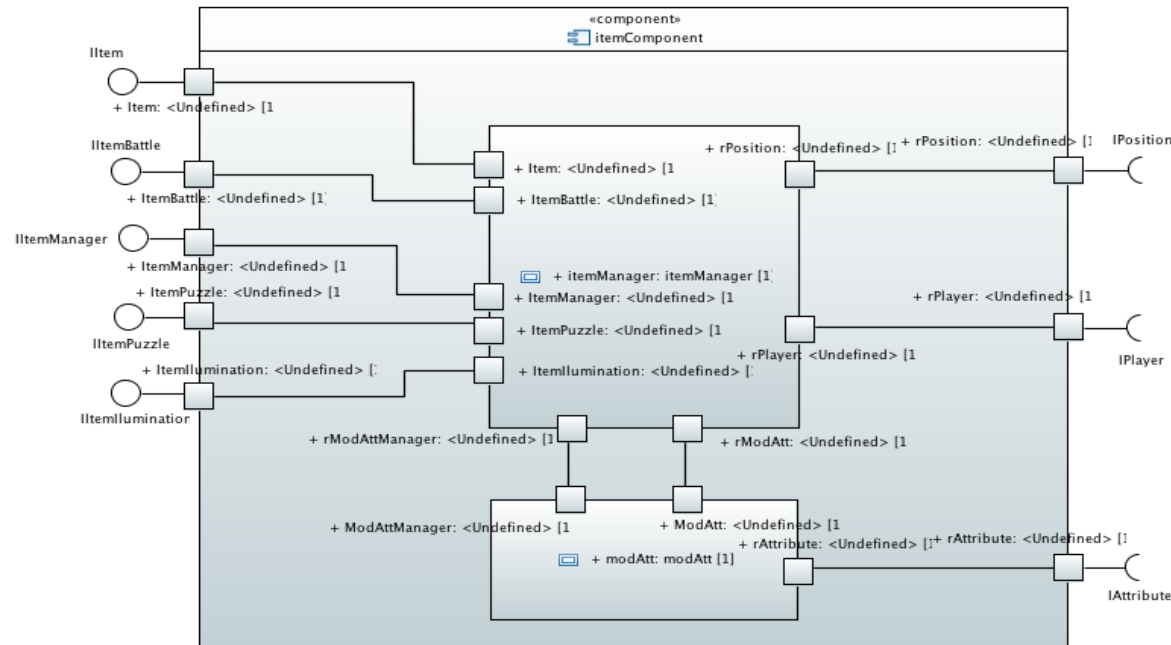 «component»
itemComponent
IItem
+ Item: <Undefined> [1
IItemBattle
+ ItemBattle: <Undefined> [1
IItemManager
+ ItemManager: <Undefined> [1
+ ItemPuzzle: <Undefined> [1
IItemPuzzle
+ ItemIllumination: <Undefined> [
IItemIllumination
+ Item: <Undefined> [1
+ ItemBattle: <Undefined> [1
+ itemManager: itemManager [1
+ ItemManager: <Undefined> [1
+ ItemPuzzle: <Undefined> [1
+ ItemIllumination: <Undefined> [
+ rPosition: <Undefined> [1
+ rPosition: <Undefined> [1
IPosition
+ rPlayer: <Undefined> [1
+ rPlayer: <Undefined> [1
IPlayer
+ rModAttManager: <Undefined> [1
+ rModAtt: <Undefined> [1
+ ModAttManager: <Undefined> [1
+ ModAtt: <Undefined> [1
+ modAtt: modAtt [1]
+ rAttribute: <Undefined> [1
+ rAttribute: <Undefined> [1
IAttribute